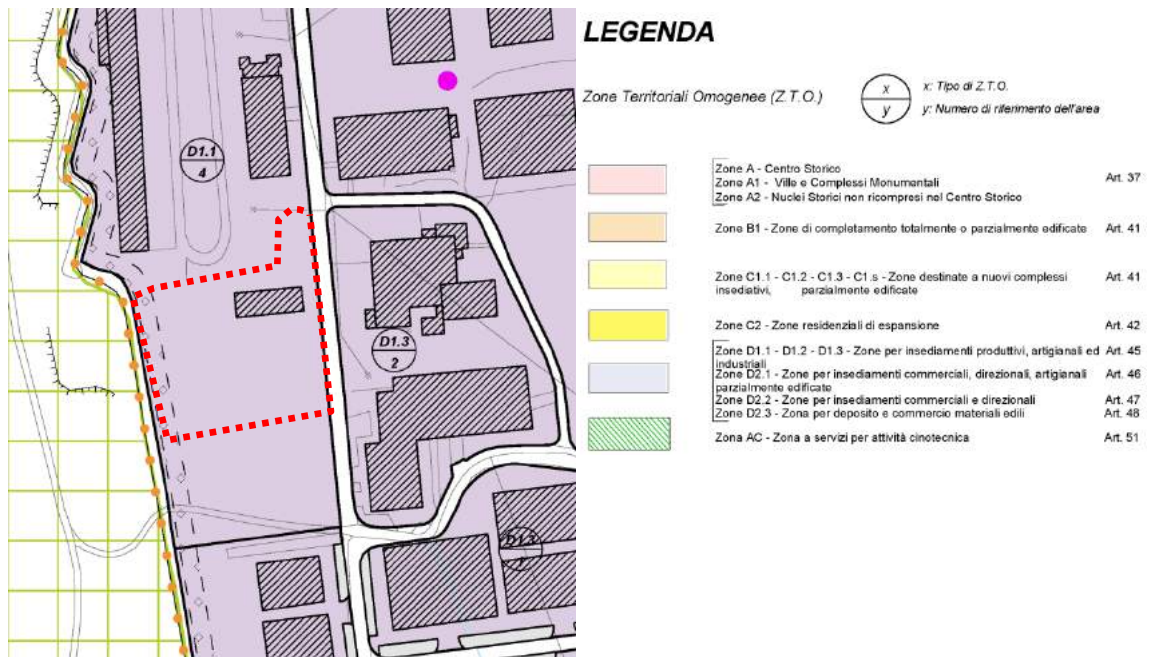 D1.1
4
D1.3
2
D1.3
LEGENDA
Zone Territoriali Omogenee (Z.T.O.)
x
y
x: Tipo di Z.T.O.
y: Numero di riferimento dell'area
Zone A - Centro Storico
Zone A1 - Ville e Complessi Monumentali
Zone A2 - Nuclei Storici non ricompresi nel Centro Storico
Art. 37
Zone B1 - Zone di completamento totalmente o parzialmente edificate Art. 41
Zone C1.1 - C1.2 - C1.3 - C1.s - Zone destinate a nuovi complessi
insediativi, parzialmente edificate
Art. 41
Zone C2 - Zone residenziali di espansione Art. 42
Zone D1.1 - D1.2 - D1.3 - Zone per insediamenti produttivi, artigianali ed Art. 45
industriali
Zone D2.1 - Zone per insediamenti commerciali, direzionali, artigianali Art. 46
parzialmente edificate
Zone D2.2 - Zone per insediamenti commerciali e direzionali Art. 47
Zone D2.3 - Zona per deposito e commercio materiali edili Art. 48
Zona AC - Zona a servizi per attività cinotecnica Art. 51